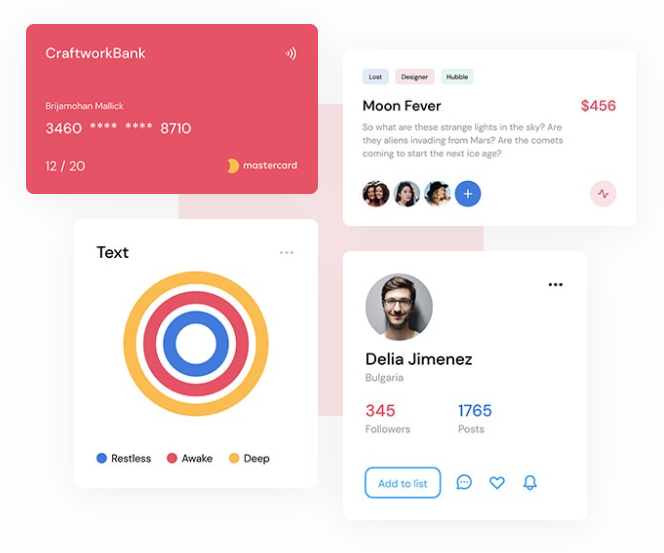 CraftworkBank
Brijamohan Mallick
3460 **** **** 8710
12 / 20
mastercard
Lost Designer Hubble
Moon Fever $456
So what are these strange lights in the sky? Are
they aliens invading from Mars? Are the comets
coming to start the next ice age?
Text
Restless Awake Deep
Delia Jimenez
Bulgaria
345 1765
Followers Posts
Add to list